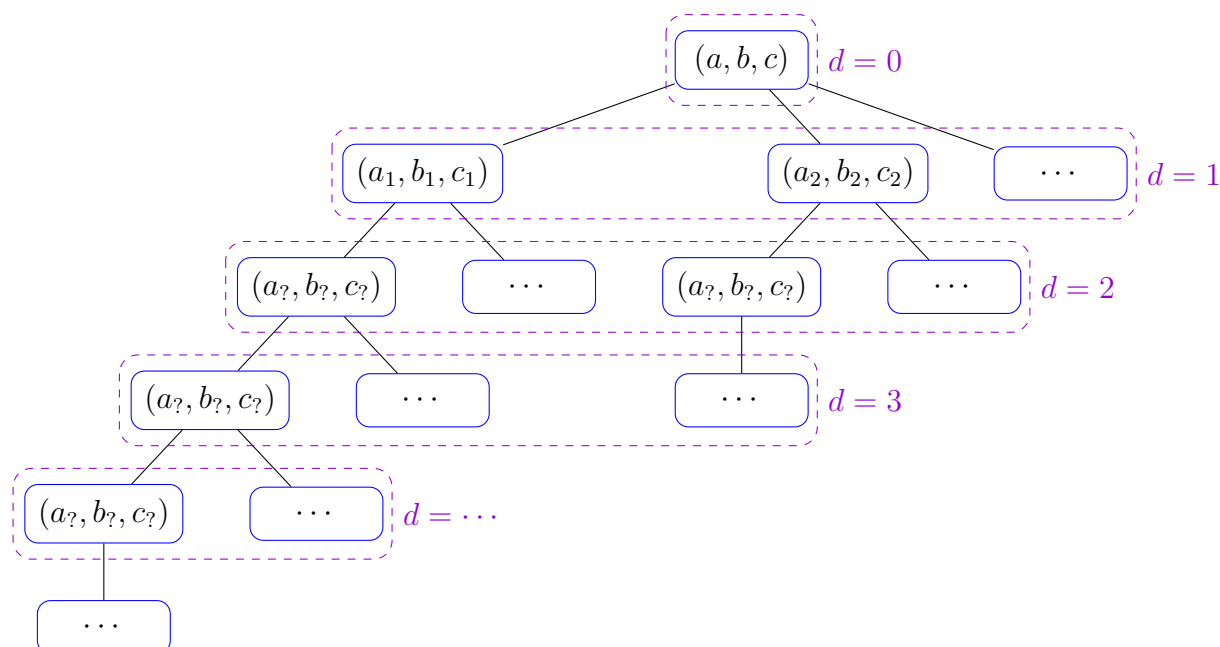 (a, b, c) d = 0
(a₁, b₁, c₁) (a₂, b₂, c₂) ⋯ d = 1
(a?, b?, c?) ⋯ (a?, b?, c?) ⋯ d = 2
(a?, b?, c?) ⋯ ⋯ d = 3
(a?, b?, c?) ⋯ d = ⋯
⋯